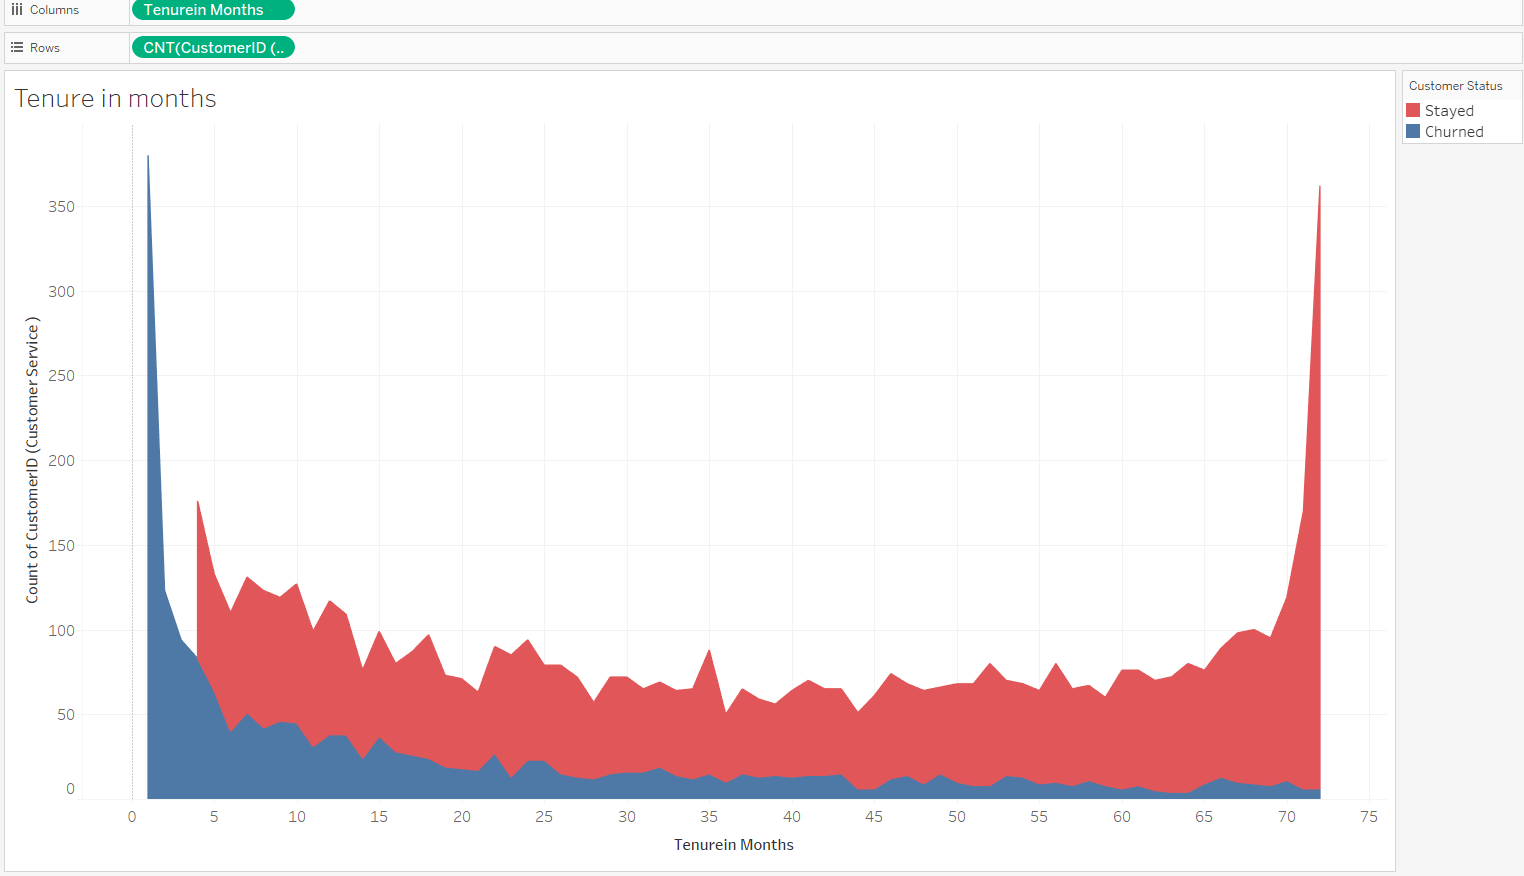 Columns
Tenurein Months
Rows
CNT(CustomerID (..
Tenure in months
Customer Status
Stayed
Churned
350
300
250
200
150
100
50
0
Count of CustomerID (Customer Service )
0 5 10 15 20 25 30 35 40 45 50 55 60 65 70 75
Tenurein Months